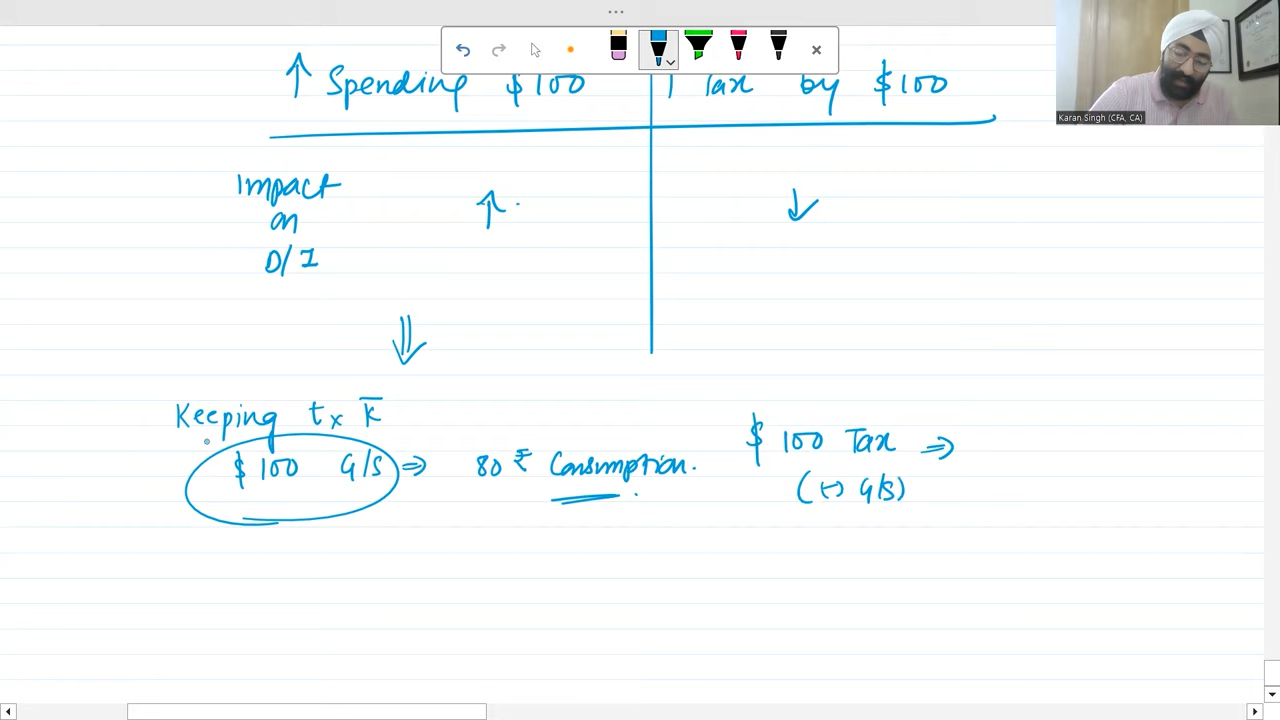 ↑ Spending $100 ↑ Tax by $100
Impact
on
D/I
↑ ↓
⇓
Keeping tx k̅
$100 G/S ⇒ 80 ₹ Consumption. $100 Tax ⇒
(↔ G/S)
Karan Singh (CFA, CA)